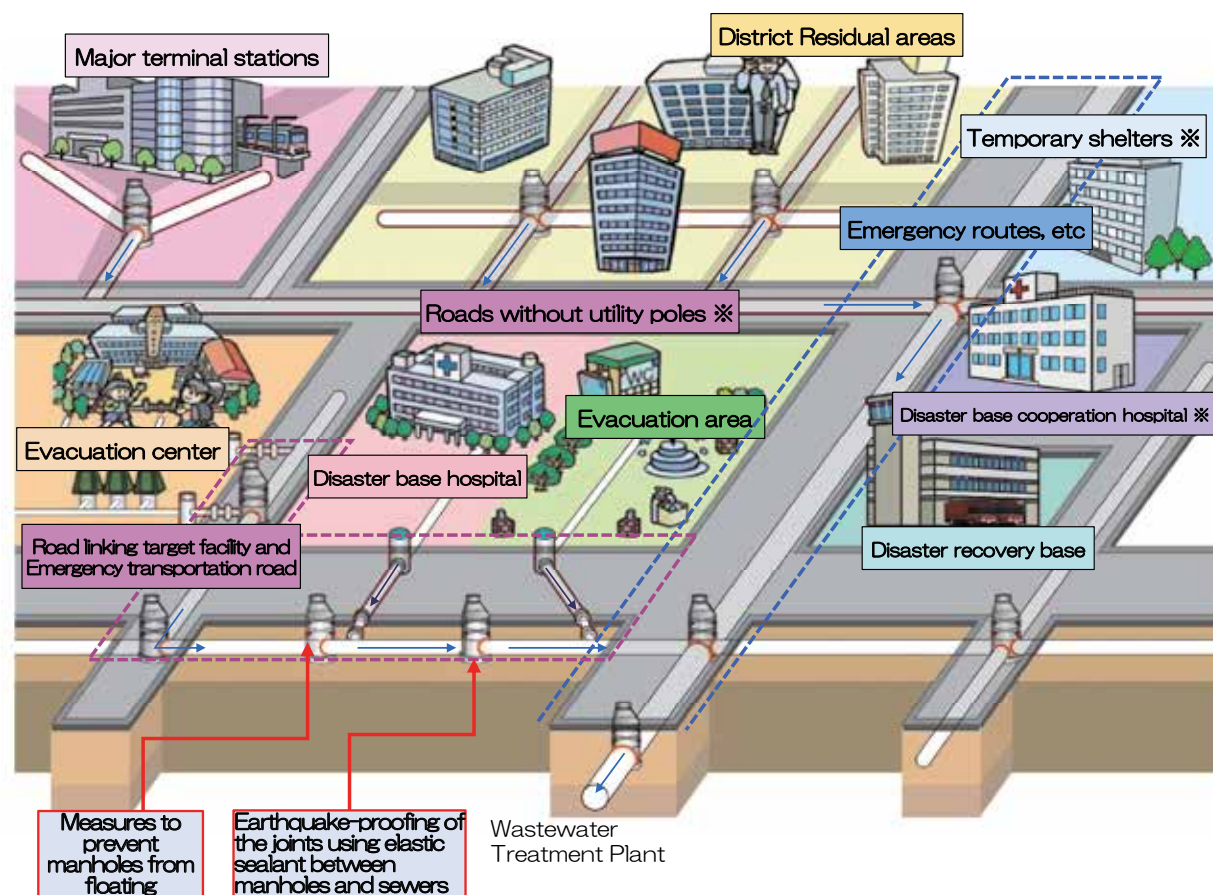 Major terminal stations
District Residual areas
Temporary shelters ※
Emergency routes, etc
Roads without utility poles ※
Evacuation center
Evacuation area
Disaster base cooperation hospital ※
Disaster base hospital
Road linking target facility and
Emergency transportation road
Disaster recovery base
Measures to
prevent
manholes from
floating
Earthquake-proofing of
the joints using elastic
sealant between
manholes and sewers
Wastewater
Treatment Plant